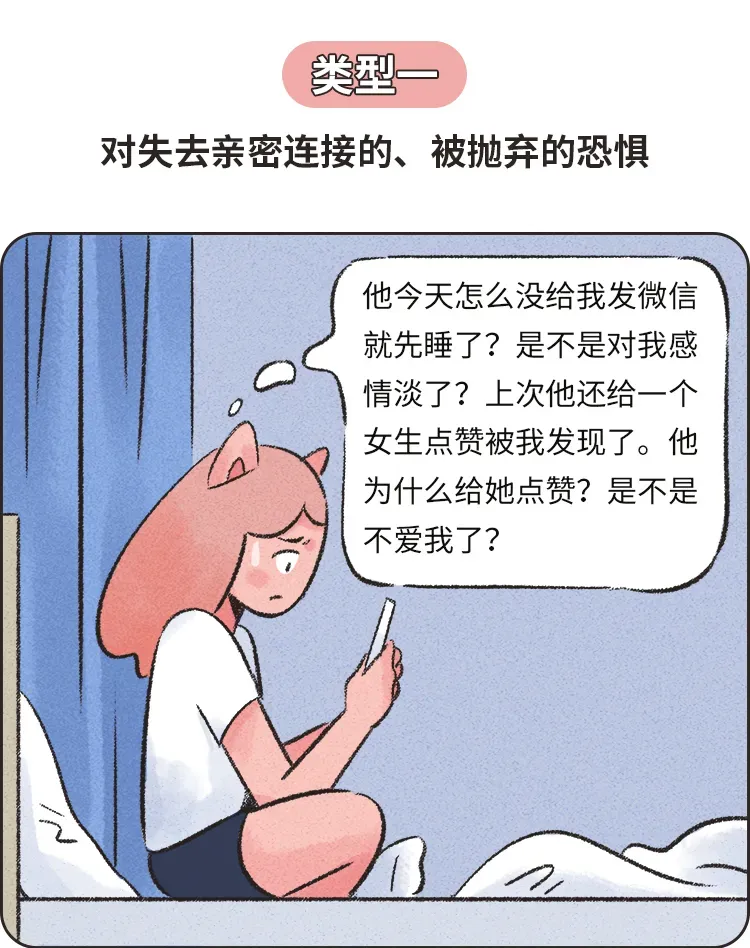 类型一
对失去亲密连接的、被抛弃的恐惧
他今天怎么没给我发微信
就先睡了？是不是对我感
情淡了？上次他还给一个
女生点赞被我发现了。他
为什么给她点赞？是不是
不爱我了？